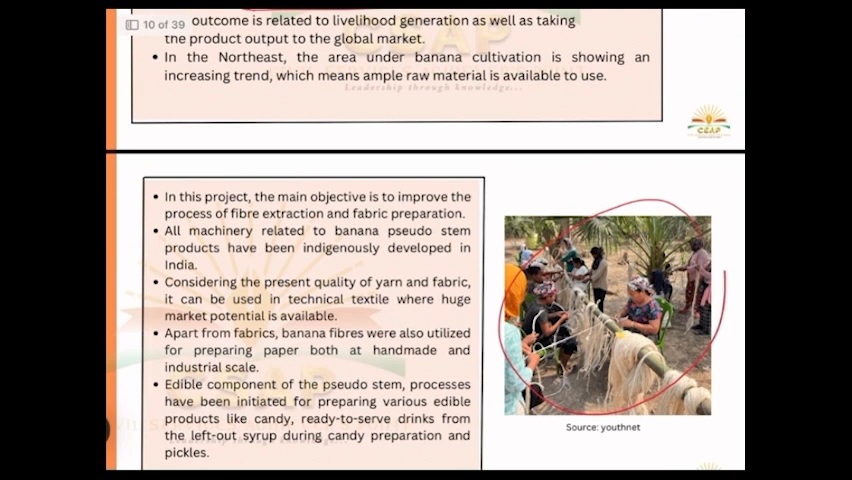 10 of 39
outcome is related to livelihood generation as well as taking
the product output to the global market.
• In the Northeast, the area under banana cultivation is showing an
increasing trend, which means ample raw material is available to use.
Leadership through knowledge...
CSAP
• In this project, the main objective is to improve the
process of fibre extraction and fabric preparation.
• All machinery related to banana pseudo stem
products have been indigenously developed in
India.
• Considering the present quality of yarn and fabric,
it can be used in technical textile where huge
market potential is available.
• Apart from fabrics, banana fibres were also utilized
for preparing paper both at handmade and
industrial scale.
• Edible component of the pseudo stem, processes
have been initiated for preparing various edible
products like candy, ready-to-serve drinks from
the left-out syrup during candy preparation and
pickles.
Source: youthnet